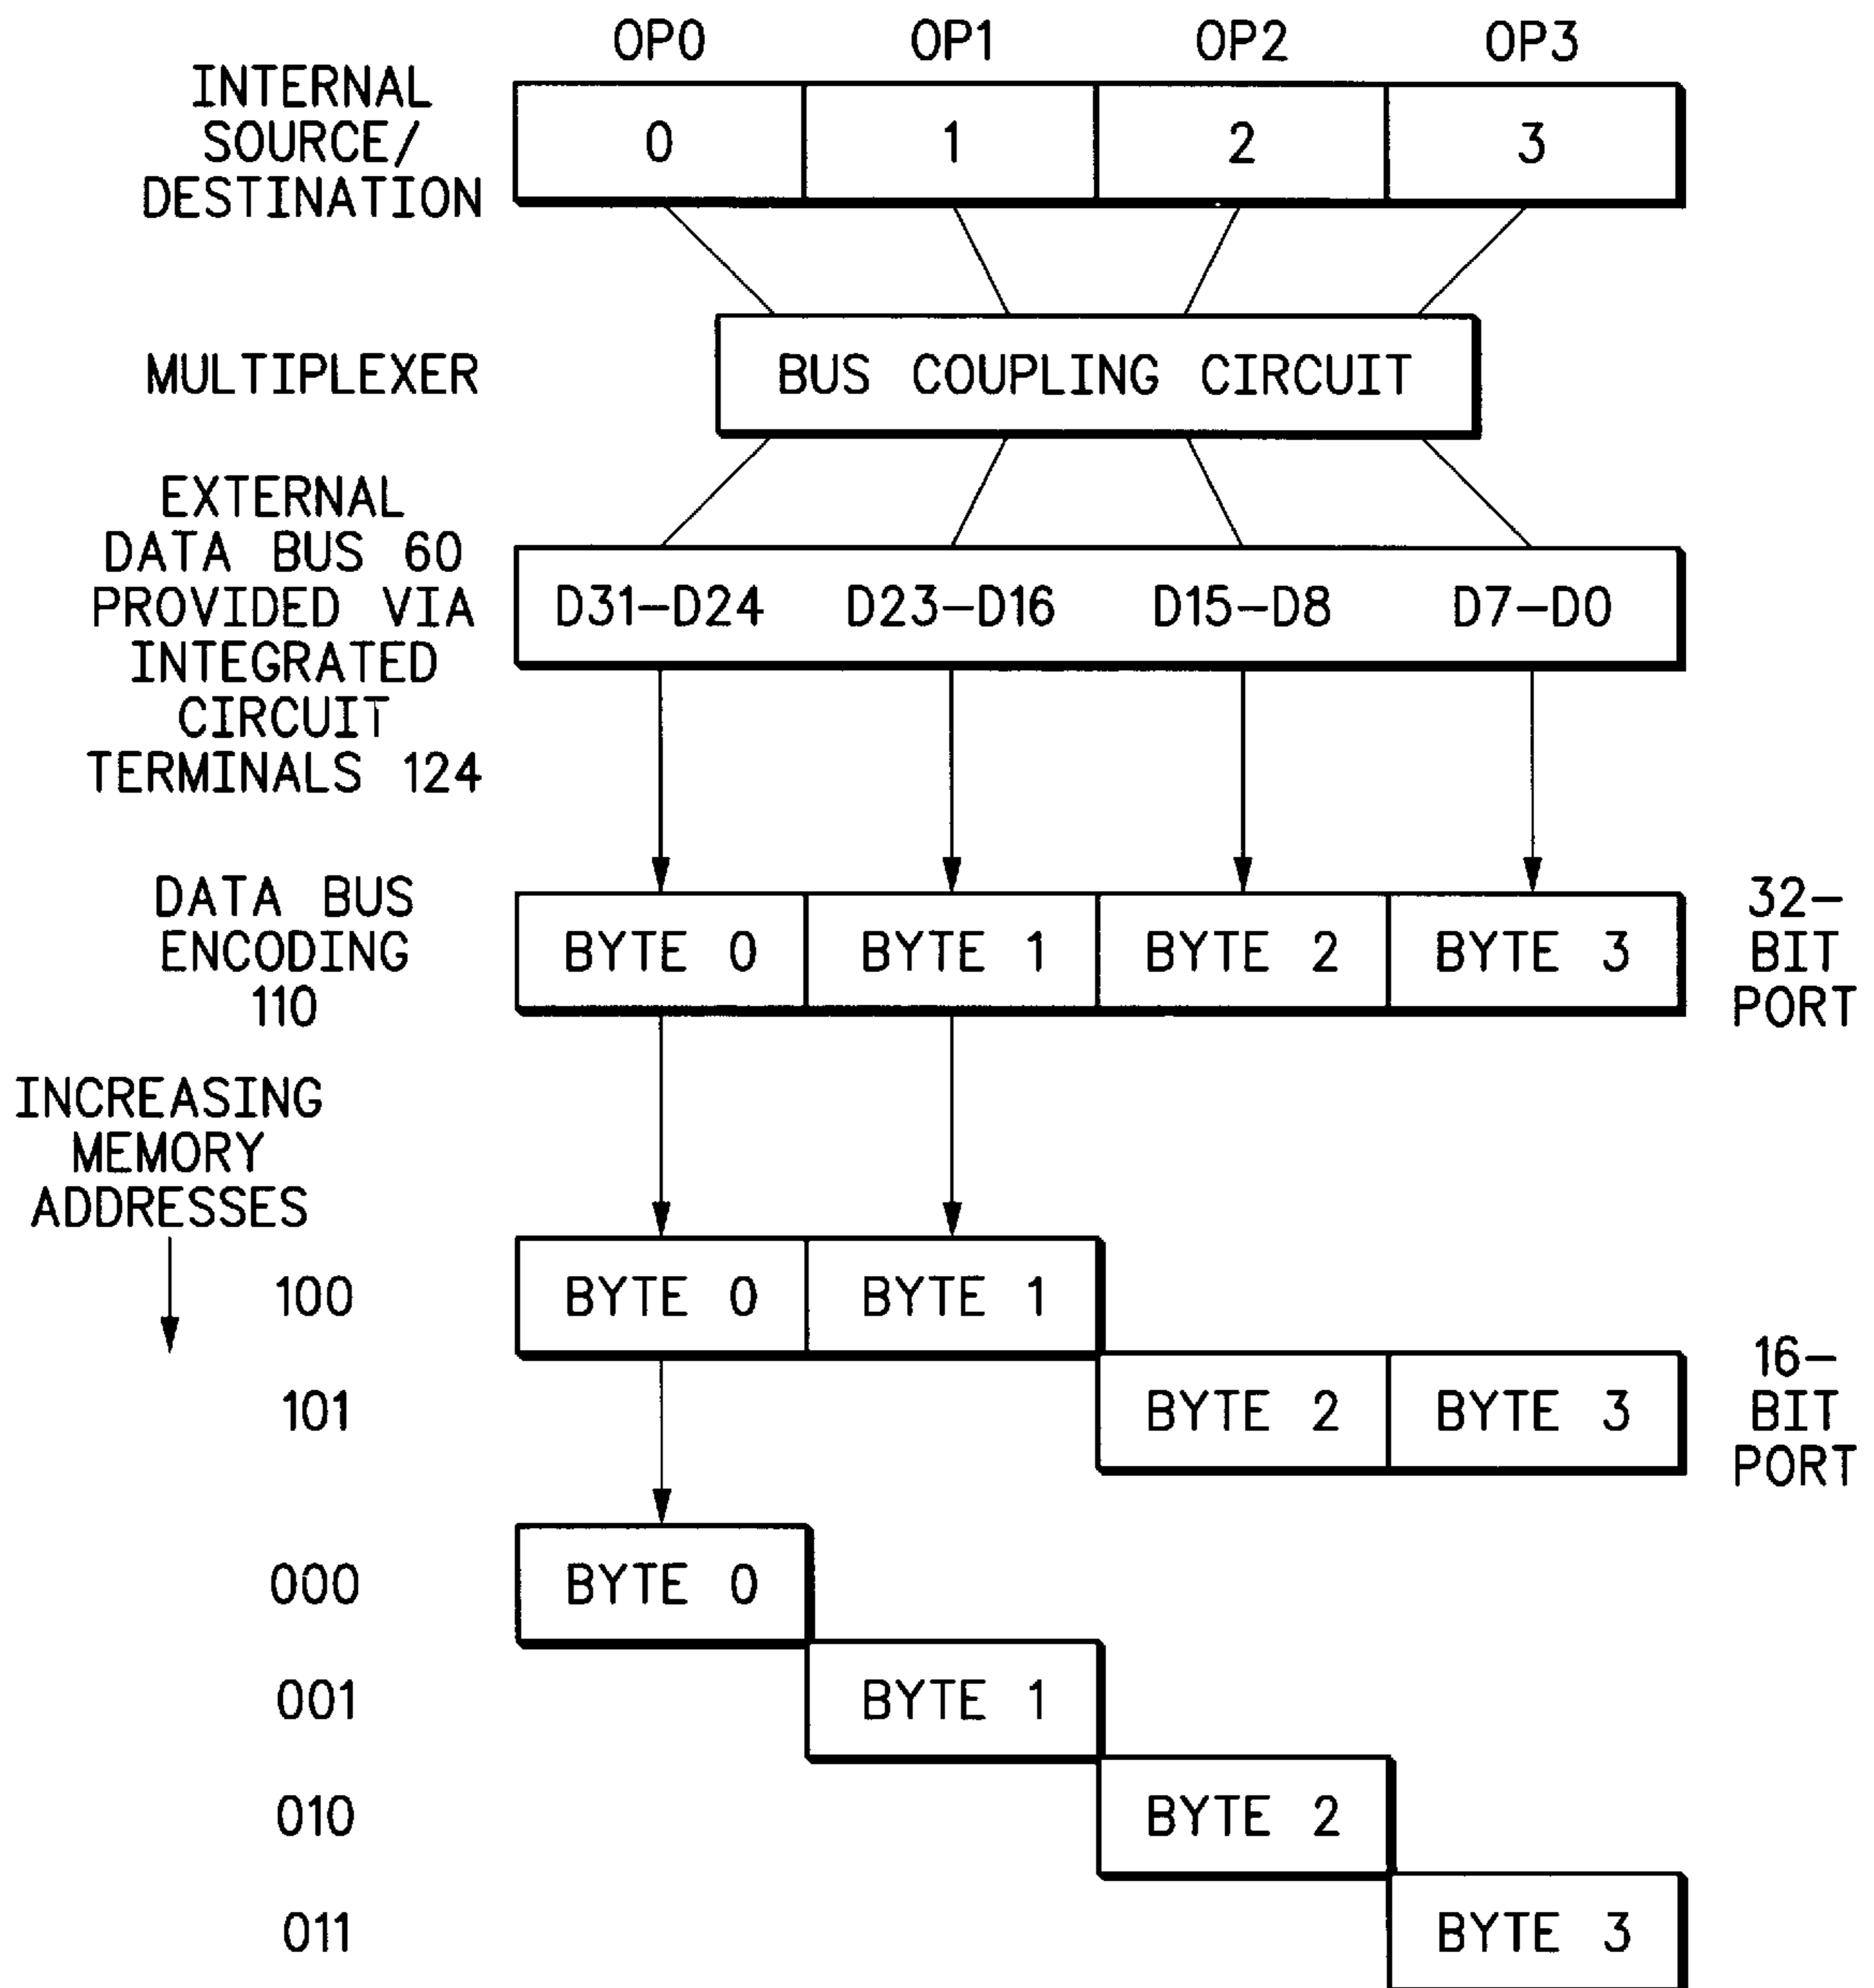 OP0 OP1 OP2 OP3
INTERNAL
SOURCE/
DESTINATION
0 1 2 3
MULTIPLEXER
BUS COUPLING CIRCUIT
EXTERNAL
DATA BUS 60
PROVIDED VIA
INTEGRATED
CIRCUIT
TERMINALS 124
D31-D24 D23-D16 D15-D8 D7-D0
DATA BUS
ENCODING
110
BYTE 0 BYTE 1 BYTE 2 BYTE 3
32-
BIT
PORT
INCREASING
MEMORY
ADDRESSES
100 BYTE 0 BYTE 1
101 BYTE 2 BYTE 3
16-
BIT
PORT
000 BYTE 0
001 BYTE 1
010 BYTE 2
011 BYTE 3